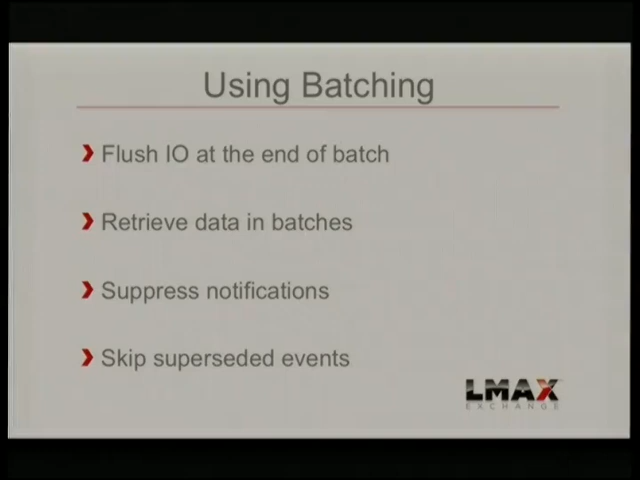 Using Batching
Flush IO at the end of batch
Retrieve data in batches
Suppress notifications
Skip superseded events
LMAX
EXCHANGE